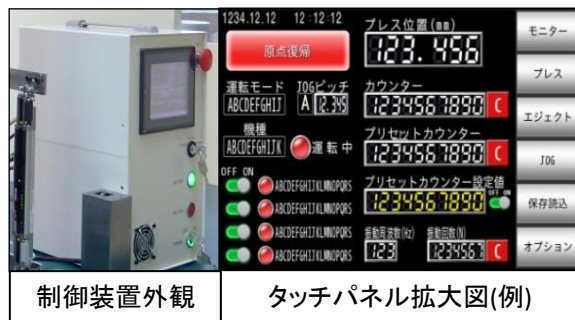 1234.12.12 12:12:12
原点復帰
プレス位置(mm)
123.456
運転モード
ABCDEFGHIJ
JOGピッチ
A 12.345
カウンター
1234567890 C
機種
ABCDEFGHIJK
運転中
プリセットカウンター
1234567890 C
OFF ON
ABCDEFGHIJKLMNOPQRS
ABCDEFGHIJKLMNOPQRS
ABCDEFGHIJKLMNOPQRS
ABCDEFGHIJKLMNOPQRS
プリセットカウンター設定値
1234567890
OFF ON
振動周波数(Hz)
123
振動回数(N)
1234567 C
モニター
プレス
エジェクト
JOG
保存読込
オプション
制御装置外観
タッチパネル拡大図(例)